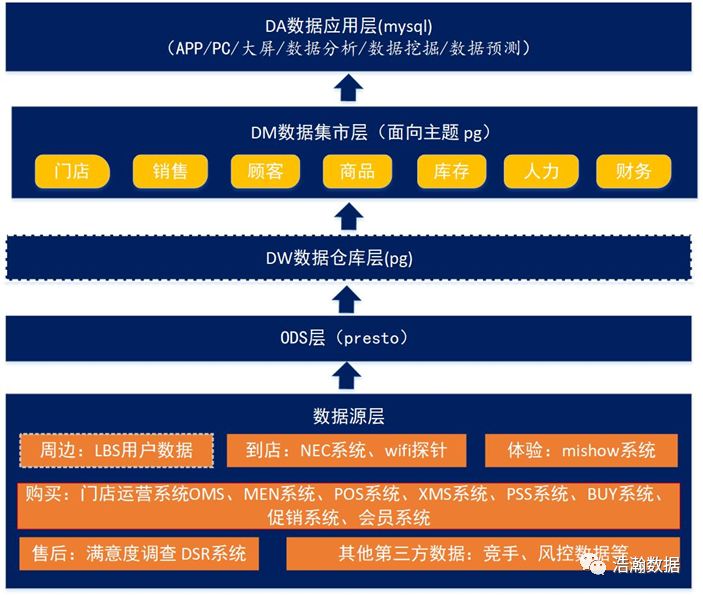 DA数据应用层(mysql)
（APP/PC/大屏/数据分析/数据挖掘/数据预测）
DM数据集市层（面向主题 pg）
门店 销售 顾客 商品 库存 人力 财务
DW数据仓库层(pg)
ODS层（presto）
数据源层
周边：LBS用户数据 到店：NEC系统、wifi探针 体验：mishow系统
购买：门店运营系统OMS、MEN系统、POS系统、XMS系统、PSS系统、BUY系统、
促销系统、会员系统
售后：满意度调查 DSR系统 其他第三方数据：竞手、风控数据等
浩瀚数据